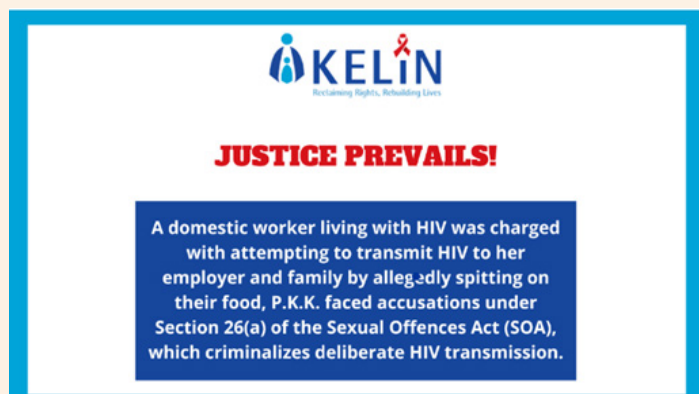 KELIN
Reclaiming Rights, Rebuilding Lives
JUSTICE PREVAILS!
A domestic worker living with HIV was charged
with attempting to transmit HIV to her
employer and family by allegedly spitting on
their food, P.K.K. faced accusations under
Section 26(a) of the Sexual Offences Act (SOA),
which criminalizes deliberate HIV transmission.